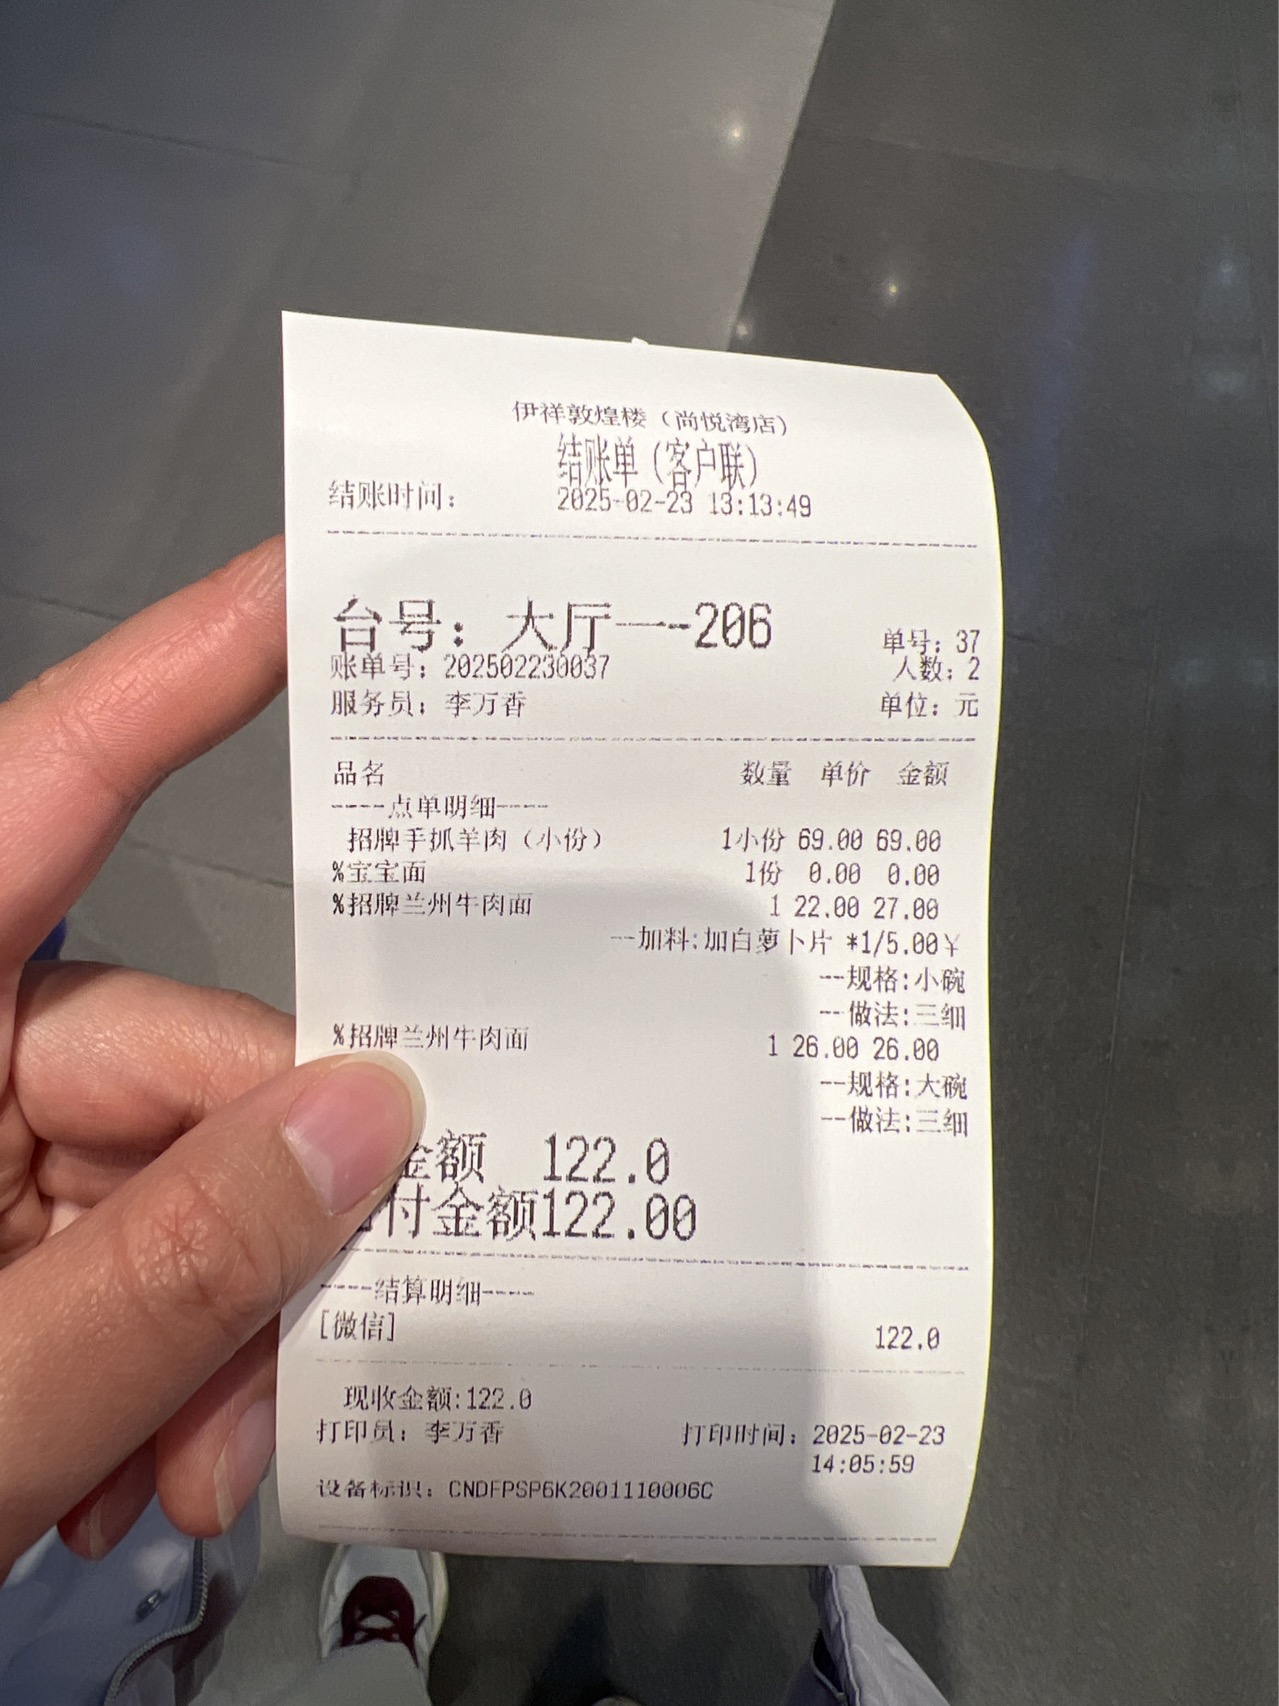 伊祥敦煌楼（尚悦湾店）
结账单（客户联）
结账时间： 2025-02-23 13:13:49
台号：大厅一--206
单号：37
账单号：202502230037 人数：2
服务员：李万香 单位：元
品名 数量 单价 金额
----点单明细----
招牌手抓羊肉（小份） 1小份 69.00 69.00
%宝宝面 1份 0.00 0.00
%招牌兰州牛肉面 1 22.00 27.00
--加料:加白萝卜片 *1/5.00¥
--规格:小碗
--做法:三细
%招牌兰州牛肉面 1 26.00 26.00
--规格:大碗
--做法:三细
金额 122.0
付金额122.00
----结算明细----
[微信] 122.0
现收金额:122.0
打印员：李万香 打印时间：2025-02-23
14:05:59
设备标识：CNDFPSP6K2001110006C